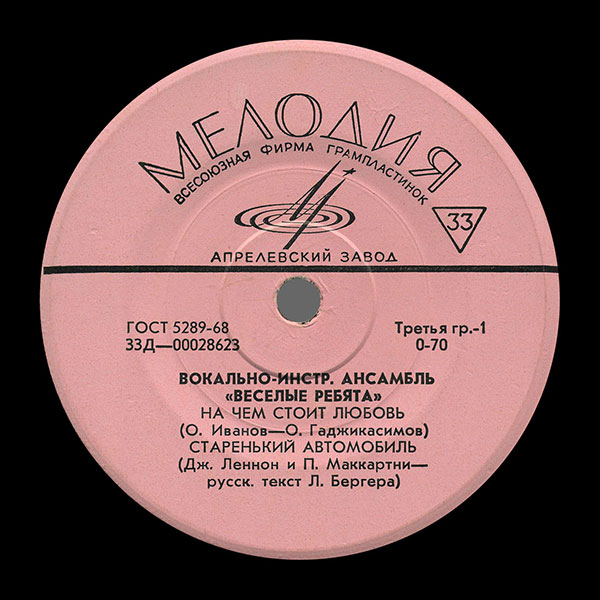 МЕЛОДИЯ
ВСЕСОЮЗНАЯ ФИРМА ГРАМПЛАСТИНОК
33
АПРЕЛЕВСКИЙ ЗАВОД
ГОСТ 5289-68
Третья гр.-1
33Д—00028623
0-70
ВОКАЛЬНО-ИНСТР. АНСАМБЛЬ
«ВЕСЕЛЫЕ РЕБЯТА»
НА ЧЕМ СТОИТ ЛЮБОВЬ
(О. Иванов—О. Гаджикасимов)
СТАРЕНЬКИЙ АВТОМОБИЛЬ
(Дж. Леннон и П. Маккартни—
русск. текст Л. Бергера)